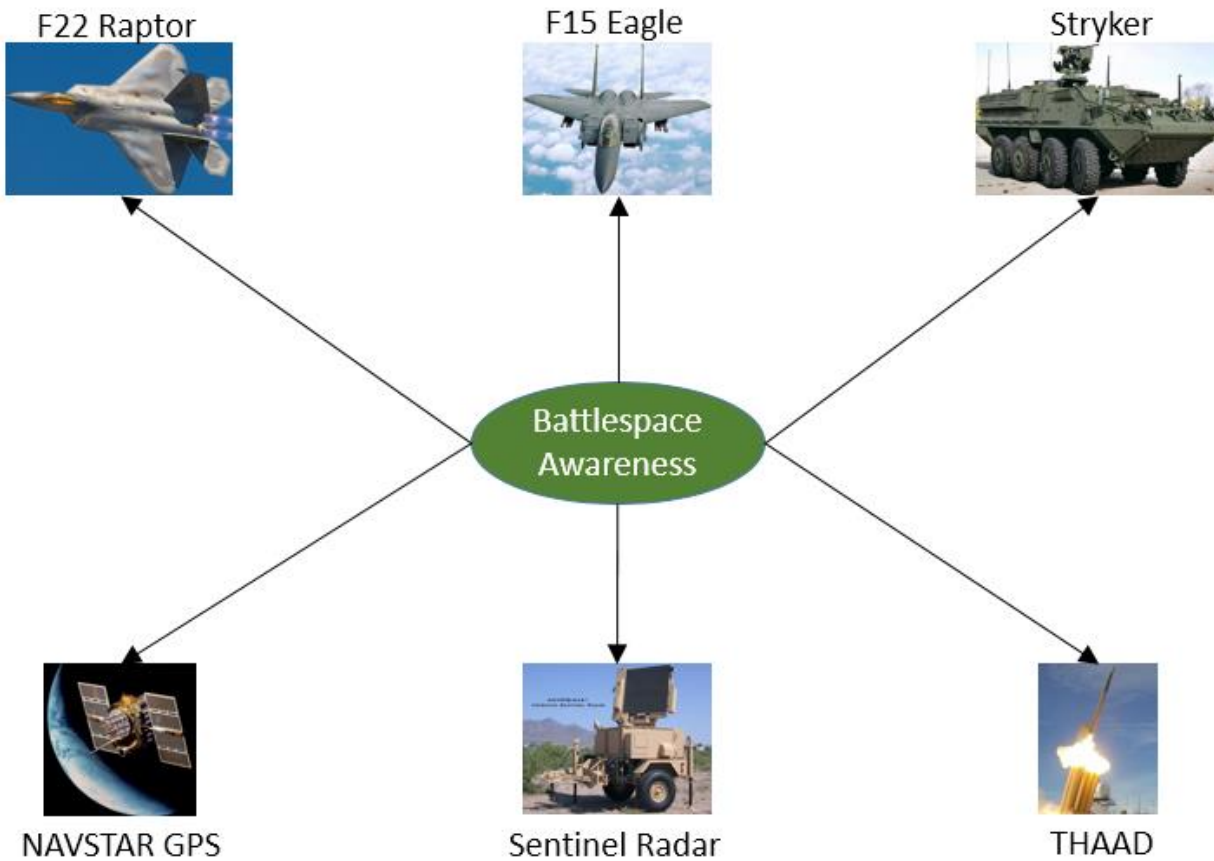 F22 Raptor
F15 Eagle
Stryker
Battlespace
Awareness
NAVSTAR GPS
Sentinel Radar
THAAD